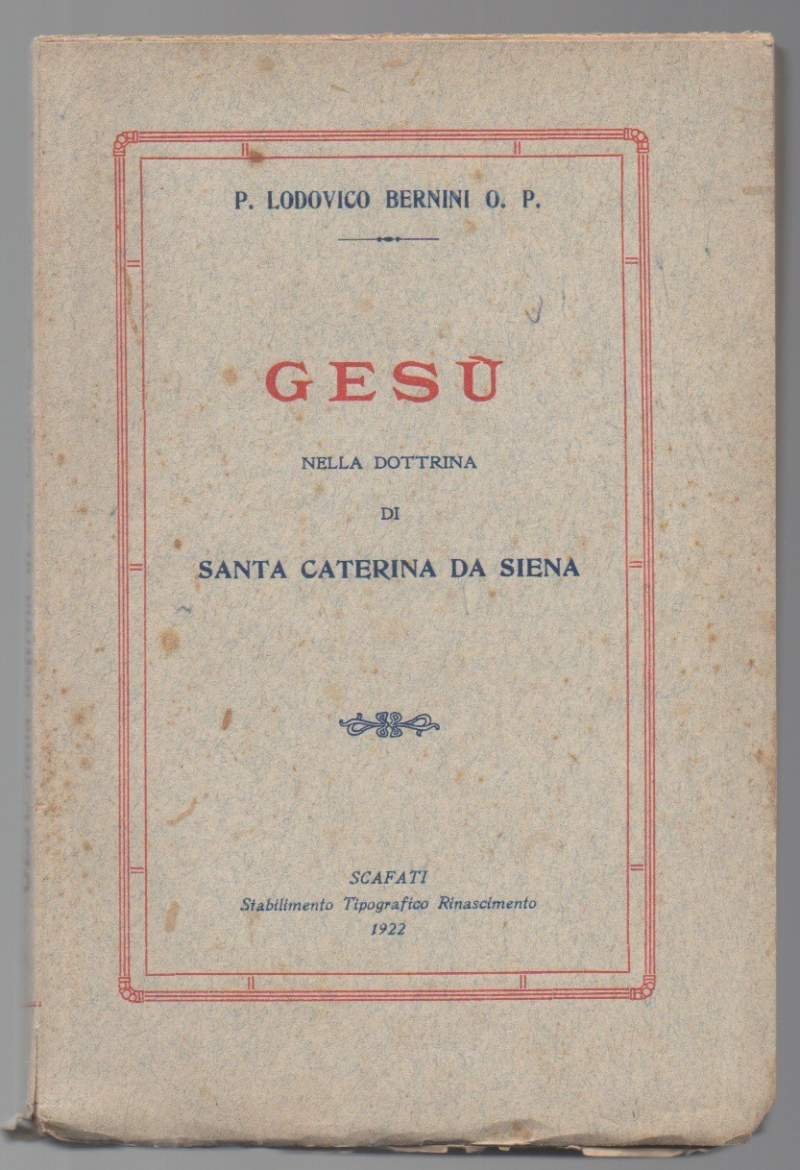 P. LODOVICO BERNINI O. P.
GESÙ
NELLA DOTTRINA
DI
SANTA CATERINA DA SIENA
SCAFATI
Stabilimento Tipografico Rinascimento
1922